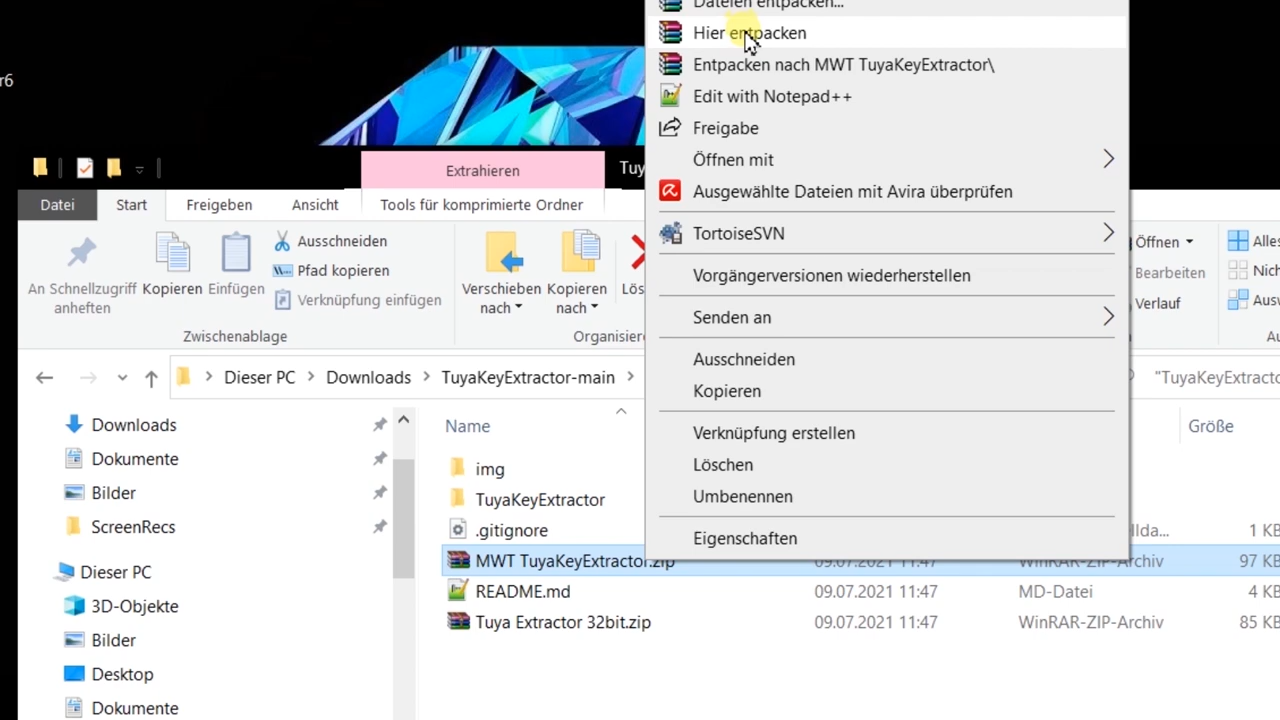 Dateien entpacken...
Hier entpacken
Entpacken nach MWT TuyaKeyExtractor\
Edit with Notepad++
Freigabe
Öffnen mit
Ausgewählte Dateien mit Avira überprüfen
TortoiseSVN
Vorgängerversionen wiederherstellen
Senden an
Ausschneiden
Kopieren
Verknüpfung erstellen
Löschen
Umbenennen
Eigenschaften
r6
Extrahieren
Tuy
Datei
Start
Freigeben
Ansicht
Tools für komprimierte Ordner
An Schnellzugriff
anheften
Kopieren
Einfügen
Ausschneiden
Pfad kopieren
Verknüpfung einfügen
Zwischenablage
Verschieben
nach
Kopieren
nach
Lös
Organisie
Öffnen
Bearbeiten
Verlauf
Alles
Nich
Ausw
Au
Dieser PC
Downloads
TuyaKeyExtractor-main
"TuyaKeyExtracto
Downloads
Dokumente
Bilder
ScreenRecs
Dieser PC
3D-Objekte
Bilder
Desktop
Dokumente
Name Größe
img
TuyaKeyExtractor
.gitignore llda... 1 KB
MWT TuyaKeyExtractor.zip 09.07.2021 11:47 WinRAR-ZIP-Archiv 97 KB
README.md 09.07.2021 11:47 MD-Datei 4 KB
Tuya Extractor 32bit.zip 09.07.2021 11:47 WinRAR-ZIP-Archiv 85 KB